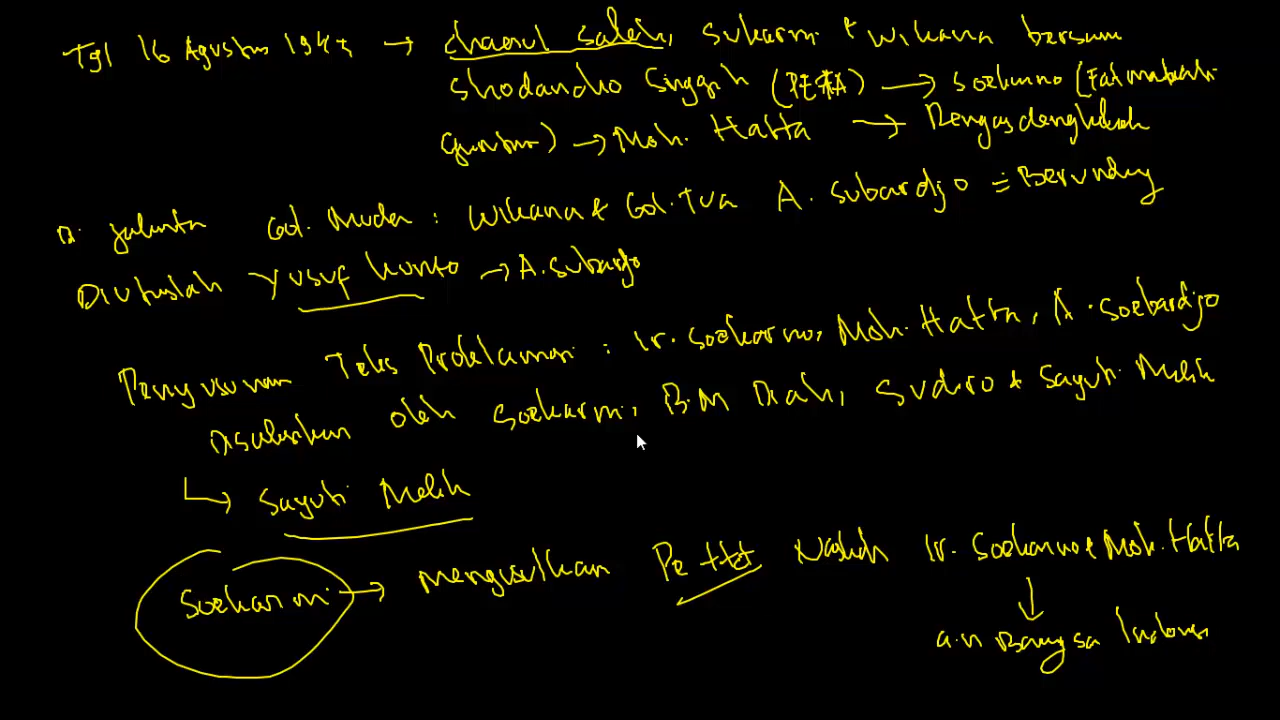 Tgl 16 Agustus 1945 → Chaerul Saleh, Sukarni & Wikana bersama
Shodancho Singgih (PETA) → Soekarno (Fatmawati
Guntur) → Moh. Hatta → Rengasdengklok
Di Jakarta Gol. Muda : Wikana & Gol. Tua A. Subardjo = Berunding
Diutuslah Yusuf Kunto → A. Subarjo
Penyusunan Teks Proklamasi : Ir. Soekarno, Moh. Hatta, A. Soebardjo
Disaksikan oleh Soekarni, B.M Diah, Sudiro & Sayuti Melik
↳ Sayuti Melik
Soekarni → mengusulkan Pe ttd Naskah Ir. Soekarno & Moh. Hatta
↓
a.n Bangsa Indonesia